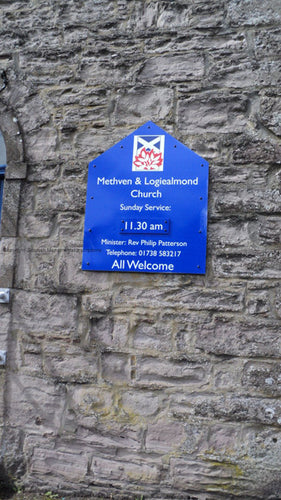 Methven & Logiealmond
Church
Sunday Service:
11.30 am
Minister: Rev Philip Patterson
Telephone: 01738 583217
All Welcome